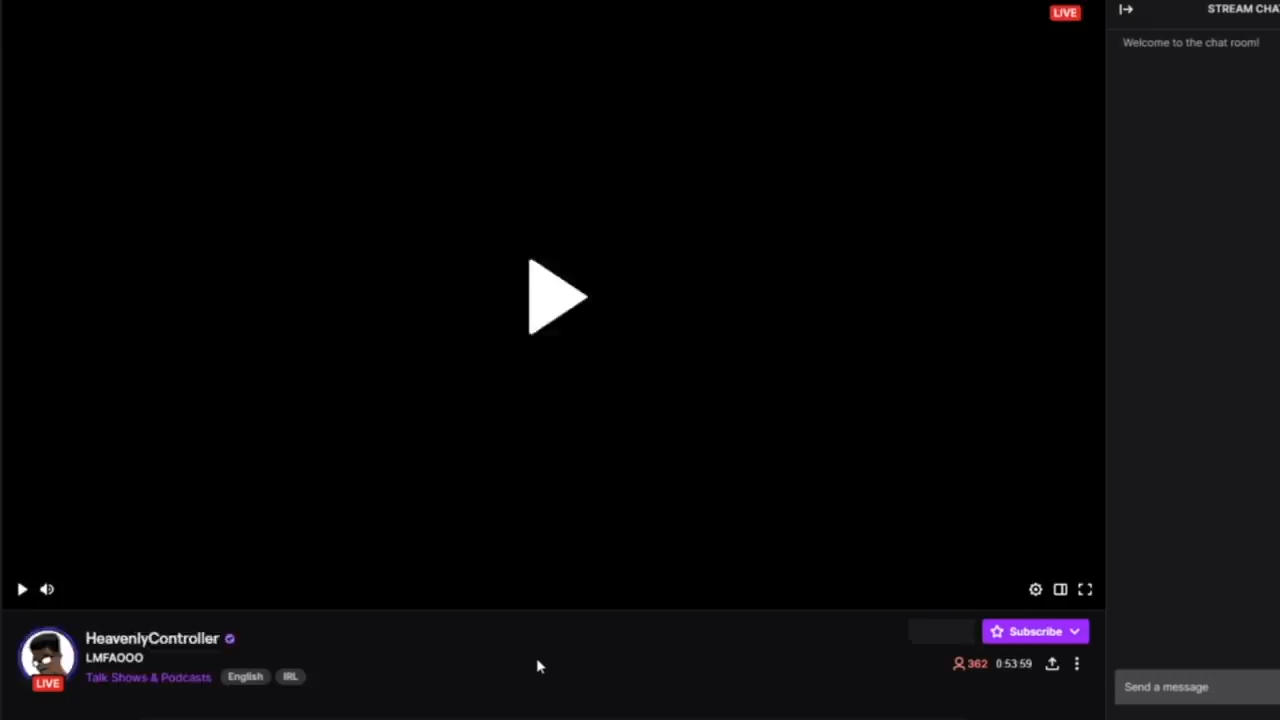 LIVE
STREAM CHA
Welcome to the chat room!
HeavenlyController
LMFAOOO
Talk Shows & Podcasts English IRL
LIVE
Subscribe
362 0:53:59
Send a message